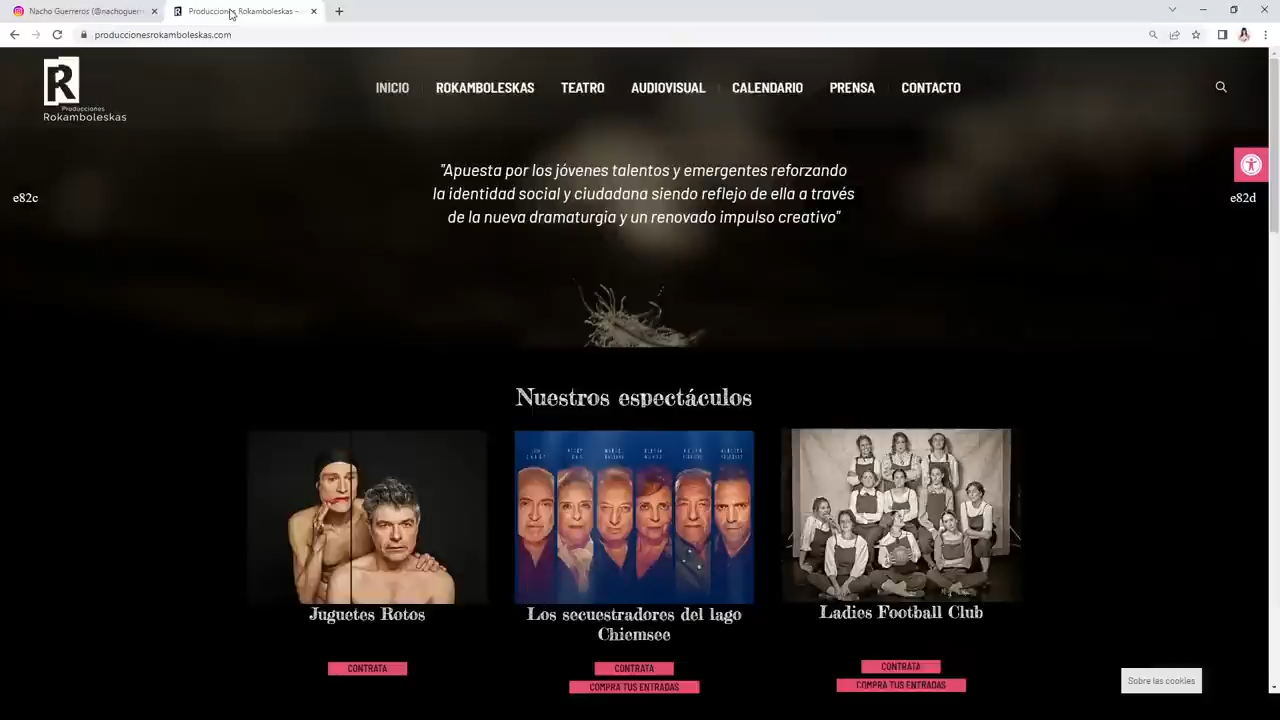 Nacho Guerreros (@nachoguerr
Producciones Rokamboleskas –
produccionesrokamboleskas.com
R
Producciones
Rokamboleskas
INICIO
ROKAMBOLESKAS
TEATRO
AUDIOVISUAL
CALENDARIO
PRENSA
CONTACTO
"Apuesta por los jóvenes talentos y emergentes reforzando
la identidad social y ciudadana siendo reflejo de ella a través
de la nueva dramaturgia y un renovado impulso creativo"
e82c
e82d
Nuestros espectáculos
Juguetes Rotos
Los secuestradores del lago
Chiemsee
Ladies Football Club
CONTRATA
CONTRATA
CONTRATA
COMPRA TUS ENTRADAS
COMPRA TUS ENTRADAS
Sobre las cookies